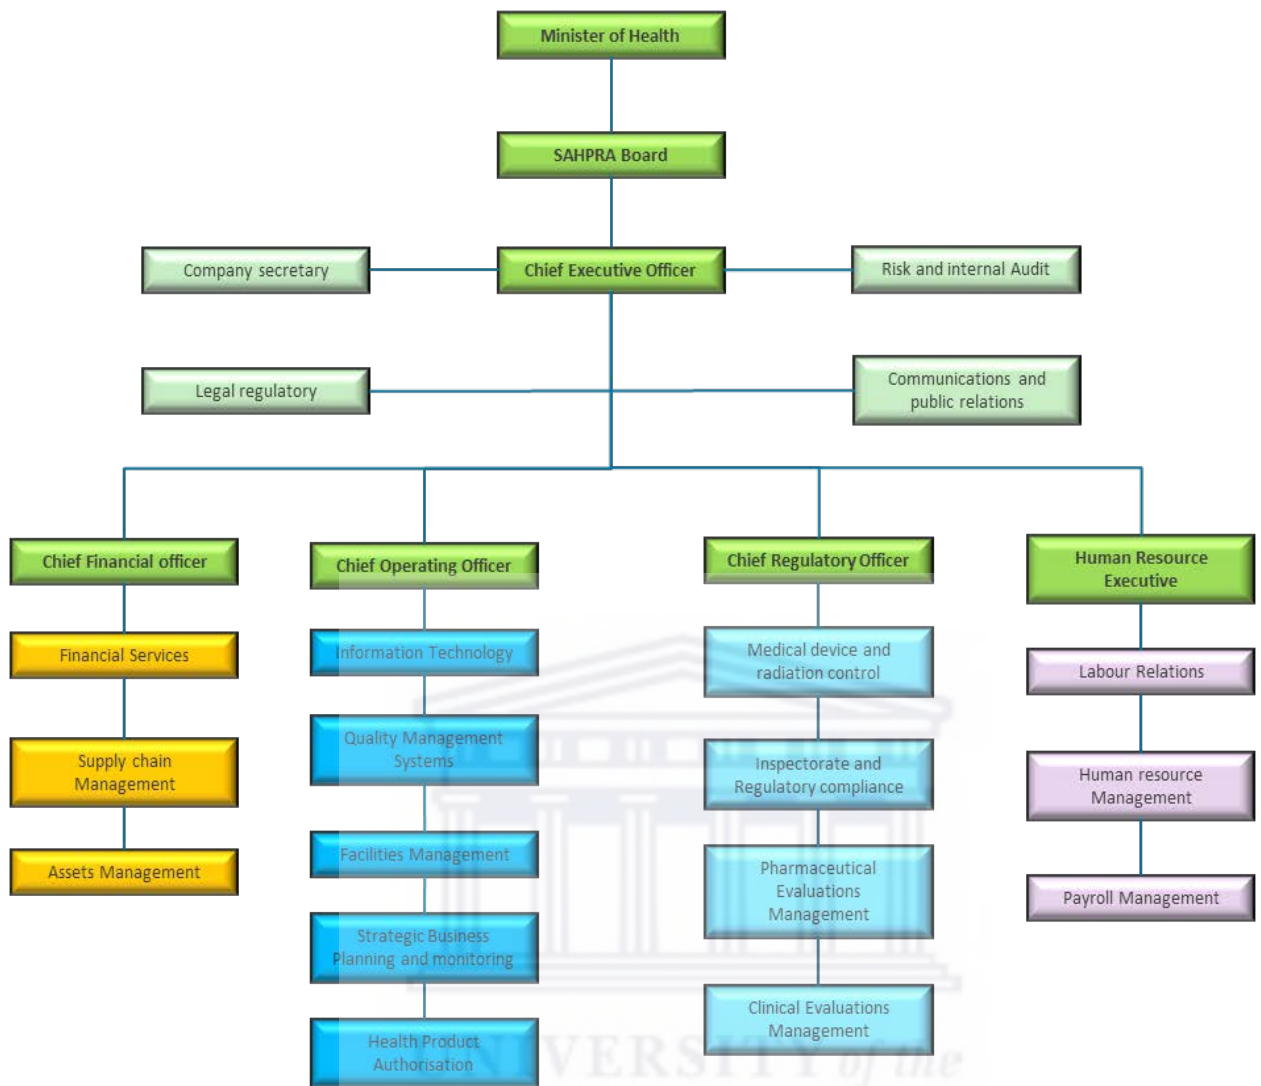 Minister of Health
SAHPRA Board
Company secretary
Chief Executive Officer
Risk and internal Audit
Legal regulatory
Communications and
public relations
Chief Financial officer
Chief Operating Officer
Chief Regulatory Officer
Human Resource
Executive
Financial Services
Information Technology
Medical device and
radiation control
Labour Relations
Supply chain
Management
Quality Management
Systems
Inspectorate and
Regulatory compliance
Human resource
Management
Assets Management
Facilities Management
Pharmaceutical
Evaluations
Management
Payroll Management
Strategic Business
Planning and monitoring
Clinical Evaluations
Management
Health Product
Authorisation
UNIVERSITY of the